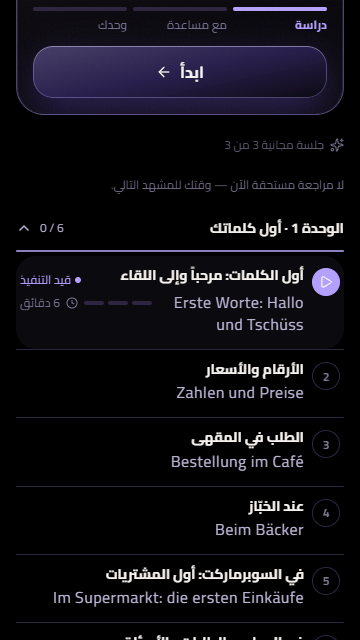 دراسة
مع مساعدة
وحدك
ابدأ ←
جلسة مجانية 3 من 3
لا مراجعة مستحقة الآن — وقتك للمشهد التالي.
الوحدة 1 · أول كلماتك
0 / 6
أول الكلمات: مرحباً وإلى اللقاء
قيد التنفيذ
Erste Worte: Hallo
und Tschüss
6 دقائق
2
الأرقام والأسعار
Zahlen und Preise
3
الطلب في المقهى
Bestellung im Café
4
عند الخبّاز
Beim Bäcker
5
في السوبرماركت: أول المشتريات
Im Supermarkt: die ersten Einkäufe